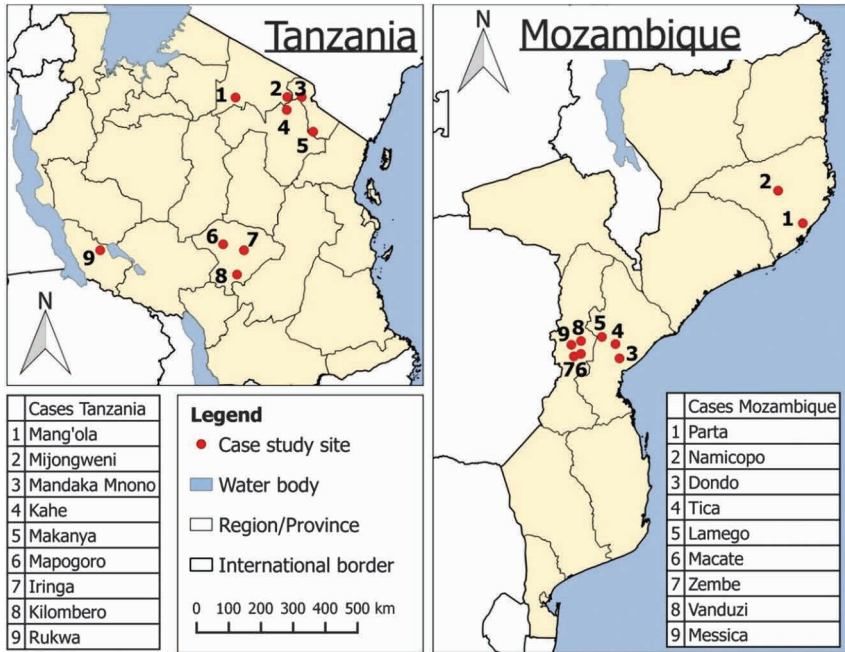 Tanzania
1
2
3
4
5
6
7
8
9
N
Cases Tanzania
1 Mang'ola
2 Mijongweni
3 Mandaka Mnono
4 Kahe
5 Makanya
6 Mapogoro
7 Iringa
8 Kilombero
9 Rukwa
Legend
Case study site
Water body
Region/Province
International border
0 100 200 300 400 500 km
Mozambique
N
2
1
5
4
3
8
9
7
6
Cases Mozambique
1 Parta
2 Namicopo
3 Dondo
4 Tica
5 Lamego
6 Macate
7 Zembe
8 Vanduzi
9 Messica